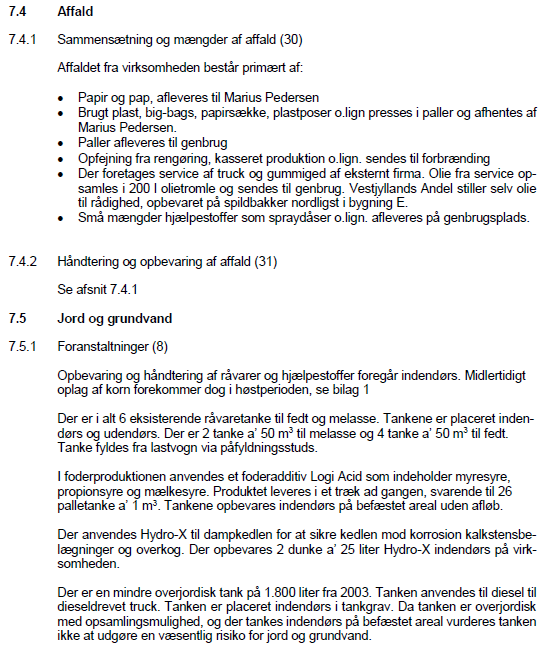 7.4 Affald
7.4.1 Sammensætning og mængder af affald (30)
Affaldet fra virksomheden består primært af:
• Papir og pap, afleveres til Marius Pedersen
• Brugt plast, big-bags, papirsække, plastposer o.lign presses i paller og afhentes af
Marius Pedersen.
• Paller afleveres til genbrug
• Opfejning fra rengøring, kasseret produktion o.lign. sendes til forbrænding
• Der foretages service af truck og gummiged af eksternt firma. Olie fra service op-
samles i 200 l olietromle og sendes til genbrug. Vestjyllands Andel stiller selv olie
til rådighed, opbevaret på spildbakker nordligst i bygning E.
• Små mængder hjælpestoffer som spraydåser o.lign. afleveres på genbrugsplads.
7.4.2 Håndtering og opbevaring af affald (31)
Se afsnit 7.4.1
7.5 Jord og grundvand
7.5.1 Foranstaltninger (8)
Opbevaring og håndtering af råvarer og hjælpestoffer foregår indendørs. Midlertidigt
oplag af korn forekommer dog i høstperioden, se bilag 1
Der er i alt 6 eksisterende råvaretanke til fedt og melasse. Tankene er placeret inden-
dørs og udendørs. Der er 2 tanke a' 50 m³ til melasse og 4 tanke a' 50 m³ til fedt.
Tanke fyldes fra lastvogn via påfyldningsstuds.
I foderproduktionen anvendes et foderadditiv Logi Acid som indeholder myresyre,
propionsyre og mælkesyre. Produktet leveres i et træk ad gangen, svarende til 26
palletanke a' 1 m³. Tankene opbevares indendørs på befæstet areal uden afløb.
Der anvendes Hydro-X til dampkedlen for at sikre kedlen mod korrosion kalkstensbe-
lægninger og overkog. Der opbevares 2 dunke a' 25 liter Hydro-X indendørs på virk-
somheden.
Der er en mindre overjordisk tank på 1.800 liter fra 2003. Tanken anvendes til diesel til
dieseldrevet truck. Tanken er placeret indendørs i tankgrav. Da tanken er overjordisk
med opsamlingsmulighed, og der tankes indendørs på befæstet areal vurderes tanken
ikke at udgøre en væsentlig risiko for jord og grundvand.